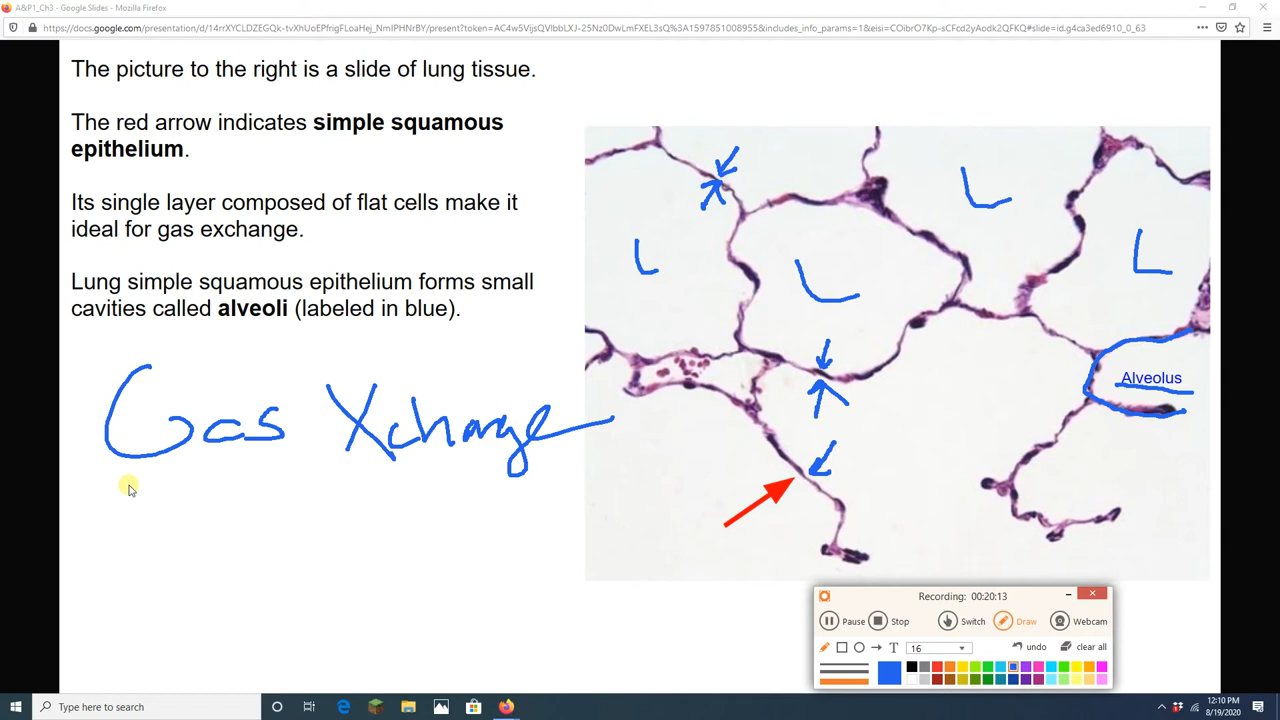 A&P1_Ch3 - Google Slides - Mozilla Firefox
https://docs.google.com/presentation/d/14rrXYCLDZEGQk-tvXhUoEPftrigFLoaHej_NmIPHNrBY/present?token=AC4w5VijsQVlbbLXJ-25Nz0DwLmFXEL3sQ%3A1597851008955&includes_info_params=1&eisi=COibrO7Kp-sCFcd2yAodk2QFKQ#slide=id.g4ca3ed6910_0_63
The picture to the right is a slide of lung tissue.
The red arrow indicates simple squamous
epithelium.
Its single layer composed of flat cells make it
ideal for gas exchange.
Lung simple squamous epithelium forms small
cavities called alveoli (labeled in blue).
Gas Xchange
L
L
L
L
Alveolus
Recording: 00:20:13
Pause Stop Switch Draw Webcam
T 16 undo clear all
Type here to search
12:10 PM
8/19/2020